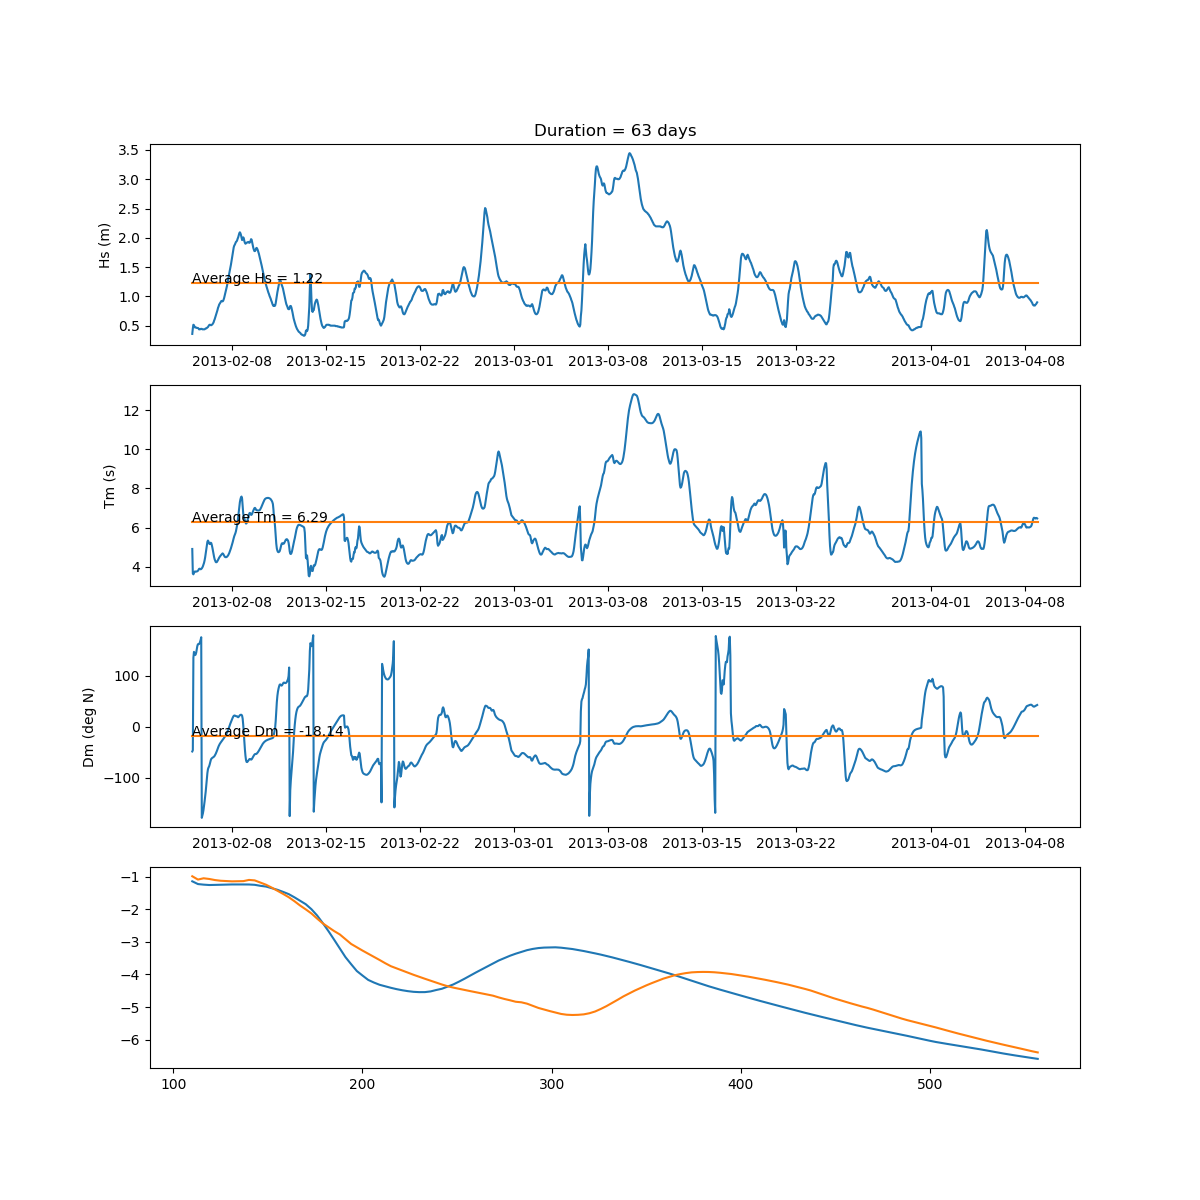 Duration = 63 days
3.5
3.0
2.5
2.0
1.5
1.0
0.5
Hs (m)
Average Hs = 1.22
2013-02-08 2013-02-15 2013-02-22 2013-03-01 2013-03-08 2013-03-15 2013-03-22 2013-04-01 2013-04-08
12
10
8
6
4
Tm (s)
Average Tm = 6.29
2013-02-08 2013-02-15 2013-02-22 2013-03-01 2013-03-08 2013-03-15 2013-03-22 2013-04-01 2013-04-08
100
0
−100
Dm (deg N)
Average Dm = -18.14
2013-02-08 2013-02-15 2013-02-22 2013-03-01 2013-03-08 2013-03-15 2013-03-22 2013-04-01 2013-04-08
−1
−2
−3
−4
−5
−6
100 200 300 400 500